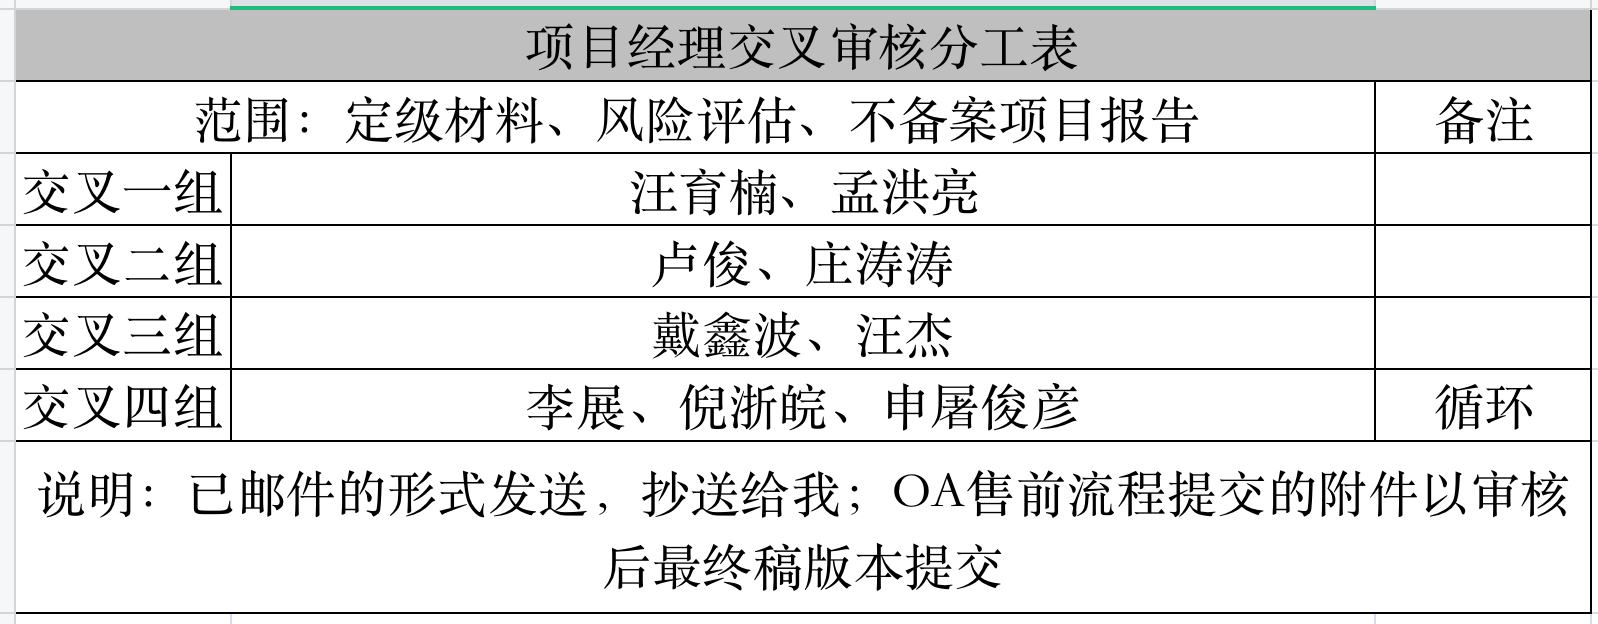 项目经理交叉审核分工表
范围：定级材料、风险评估、不备案项目报告 备注
交叉一组 汪育楠、孟洪亮
交叉二组 卢俊、庄涛涛
交叉三组 戴鑫波、汪杰
交叉四组 李展、倪浙皖、申屠俊彦 循环
说明：已邮件的形式发送，抄送给我；OA售前流程提交的附件以审核
后最终稿版本提交